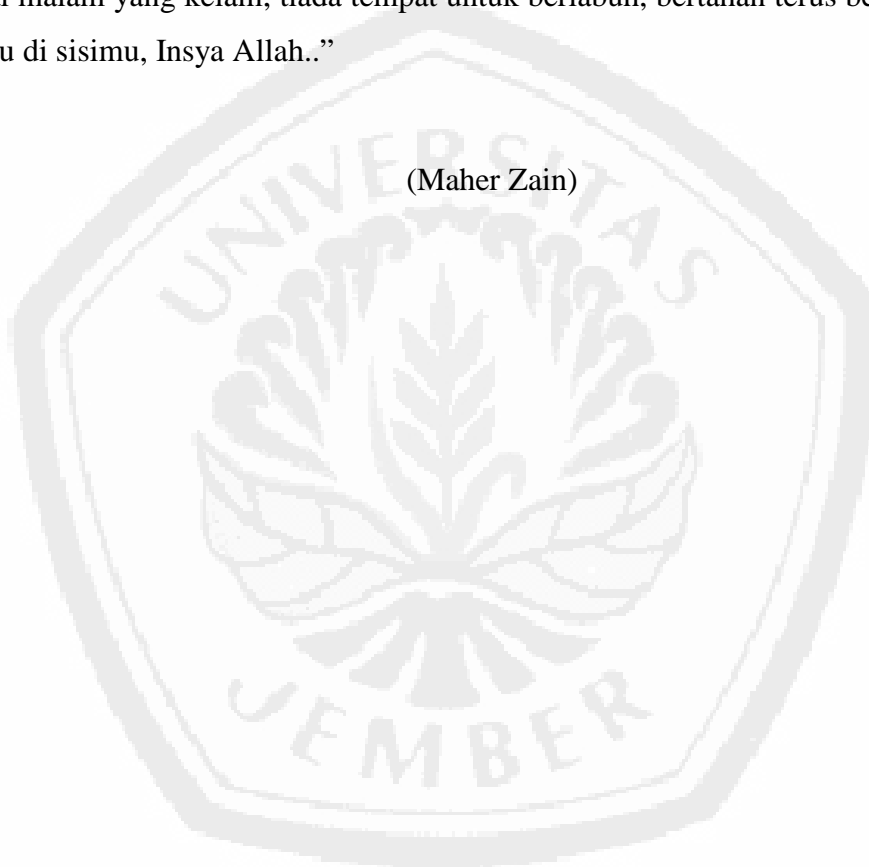 malam yang kelam, tiada tempat untuk berlabuh, bertahan terus be
u di sisimu, Insya Allah..”
(Maher Zain)
UNIVERSITAS
JEMBER